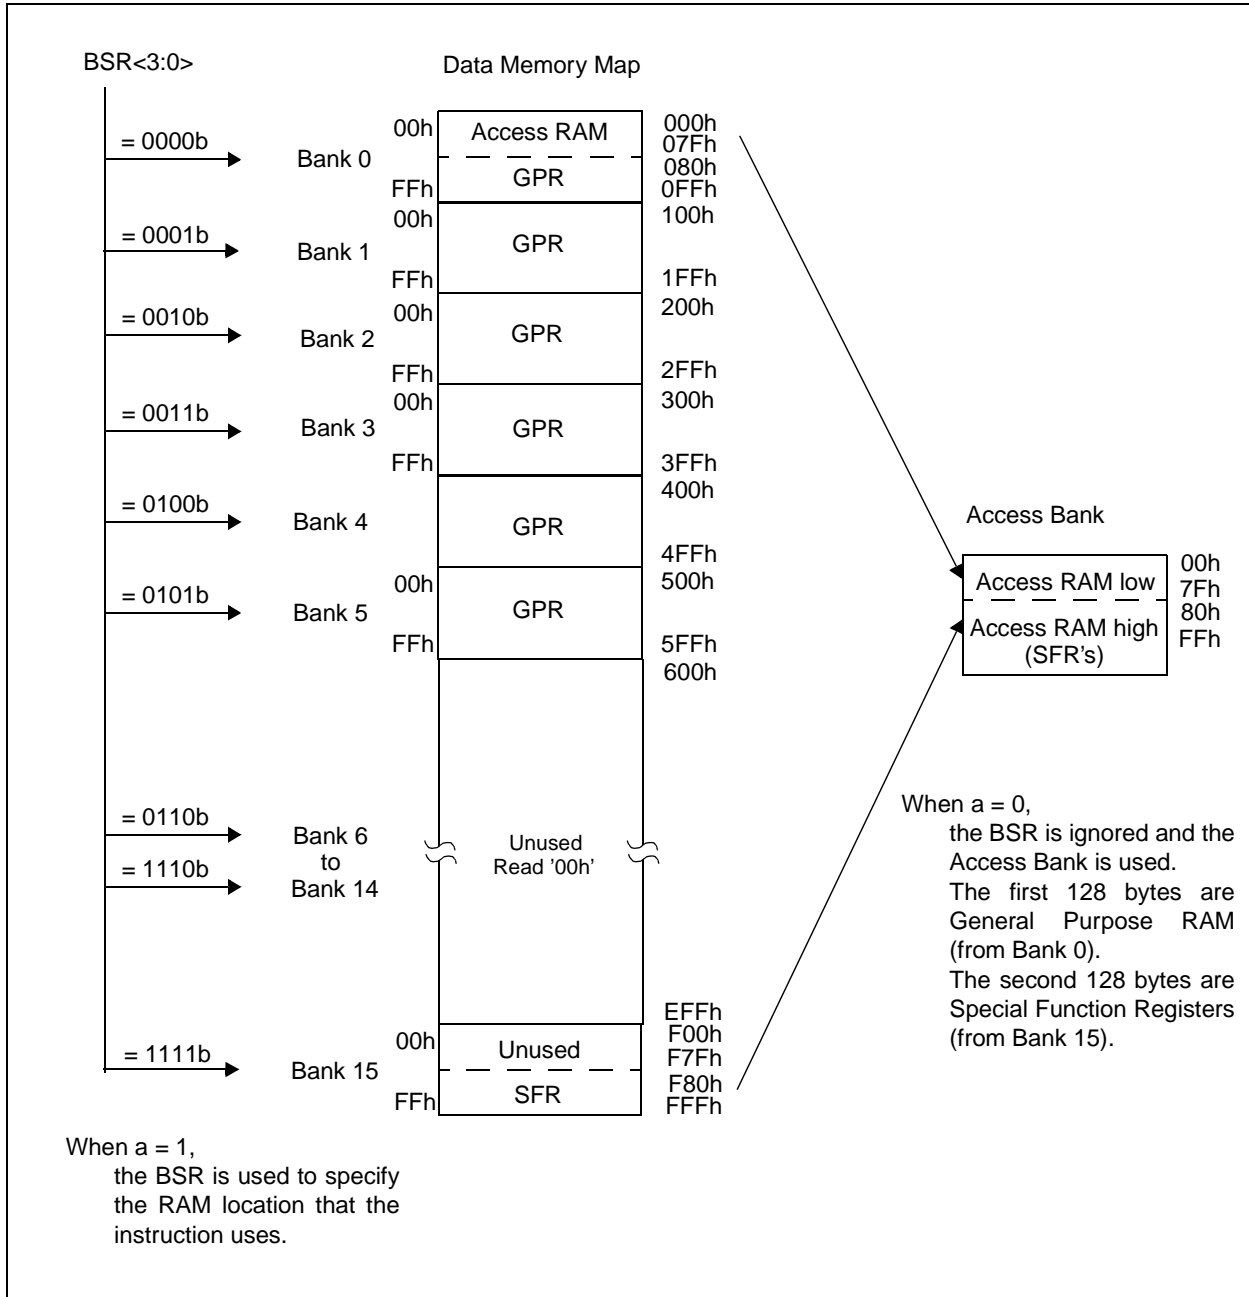 BSR<3:0>
Data Memory Map
= 0000b
Bank 0
00h
Access RAM
000h
07Fh
GPR
080h
FFh
0FFh
= 0001b
Bank 1
00h
GPR
100h
FFh
1FFh
= 0010b
Bank 2
00h
GPR
200h
FFh
2FFh
= 0011b
Bank 3
00h
GPR
300h
FFh
3FFh
= 0100b
Bank 4
GPR
400h
4FFh
= 0101b
Bank 5
00h
GPR
500h
FFh
5FFh
600h
= 0110b
Bank 6
to
= 1110b
Bank 14
Unused
Read '00h'
EFFh
= 1111b
Bank 15
00h
Unused
F00h
F7Fh
SFR
F80h
FFh
FFFh
Access Bank
Access RAM low
00h
7Fh
Access RAM high
(SFR's)
80h
FFh
When a = 0,
the BSR is ignored and the
Access Bank is used.
The first 128 bytes are
General Purpose RAM
(from Bank 0).
The second 128 bytes are
Special Function Registers
(from Bank 15).
When a = 1,
the BSR is used to specify
the RAM location that the
instruction uses.